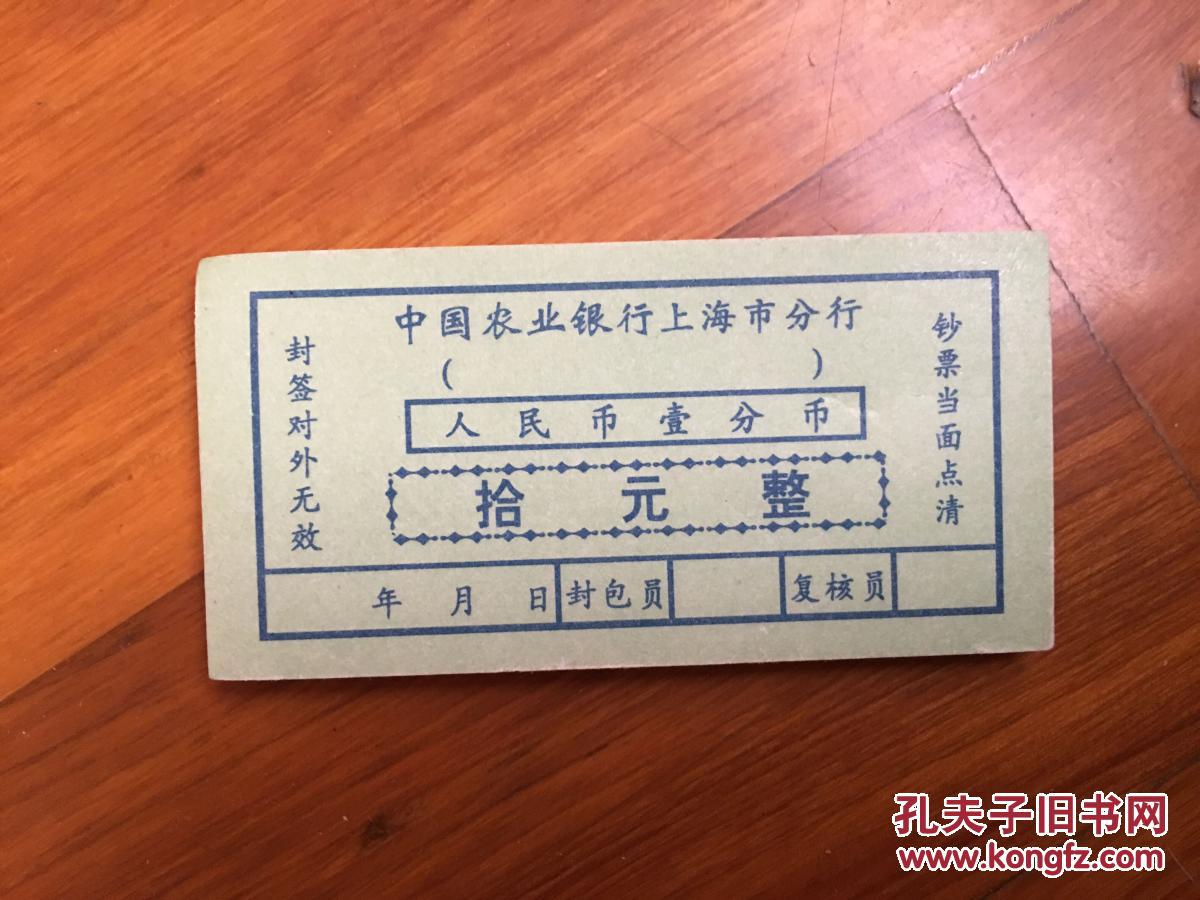 中国农业银行上海市分行
( )
人民币壹分币
拾元整
封签对外无效
钞票当面点清
年 月 日 封包员 复核员
孔夫子旧书网
www.kongfz.com